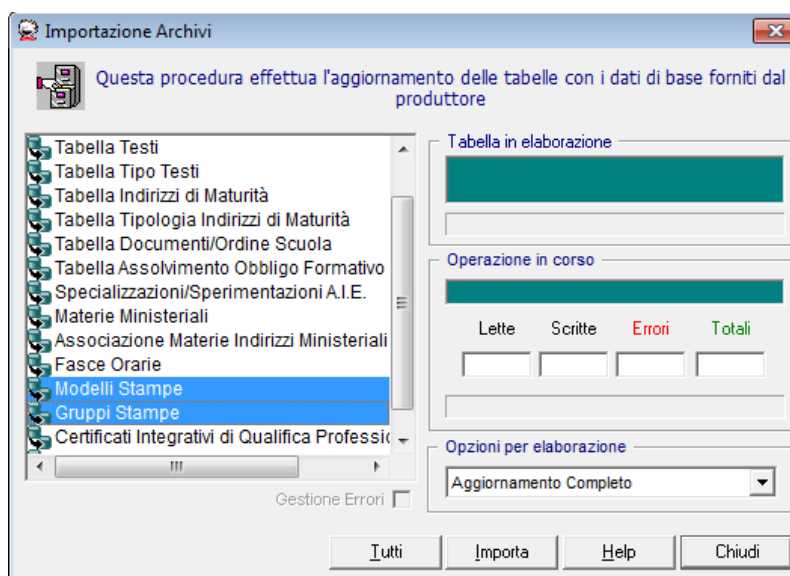 Importazione Archivi
Questa procedura effettua l'aggiornamento delle tabelle con i dati di base forniti dal
produttore
Tabella Testi
Tabella Tipo Testi
Tabella Indirizzi di Maturità
Tabella Tipologia Indirizzi di Maturità
Tabella Documenti/Ordine Scuola
Tabella Assolvimento Obbligo Formativo
Specializzazioni/Sperimentazioni A.I.E.
Materie Ministeriali
Associazione Materie Indirizzi Ministeriali
Fasce Orarie
Modelli Stampe
Gruppi Stampe
Certificati Integrativi di Qualifica Professio
Gestione Errori
Tabella in elaborazione
Operazione in corso
Lette Scritte Errori Totali
Opzioni per elaborazione
Aggiornamento Completo
Tutti Importa Help Chiudi